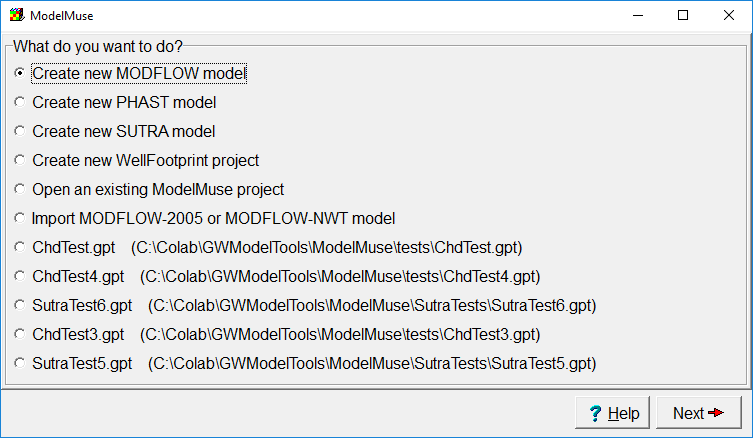 ModelMuse
What do you want to do?
Create new MODFLOW model
Create new PHAST model
Create new SUTRA model
Create new WellFootprint project
Open an existing ModelMuse project
Import MODFLOW-2005 or MODFLOW-NWT model
ChdTest.gpt (C:\Colab\GWModelTools\ModelMuse\tests\ChdTest.gpt)
ChdTest4.gpt (C:\Colab\GWModelTools\ModelMuse\tests\ChdTest4.gpt)
SutraTest6.gpt (C:\Colab\GWModelTools\ModelMuse\SutraTests\SutraTest6.gpt)
ChdTest3.gpt (C:\Colab\GWModelTools\ModelMuse\tests\ChdTest3.gpt)
SutraTest5.gpt (C:\Colab\GWModelTools\ModelMuse\SutraTests\SutraTest5.gpt)
? Help Next